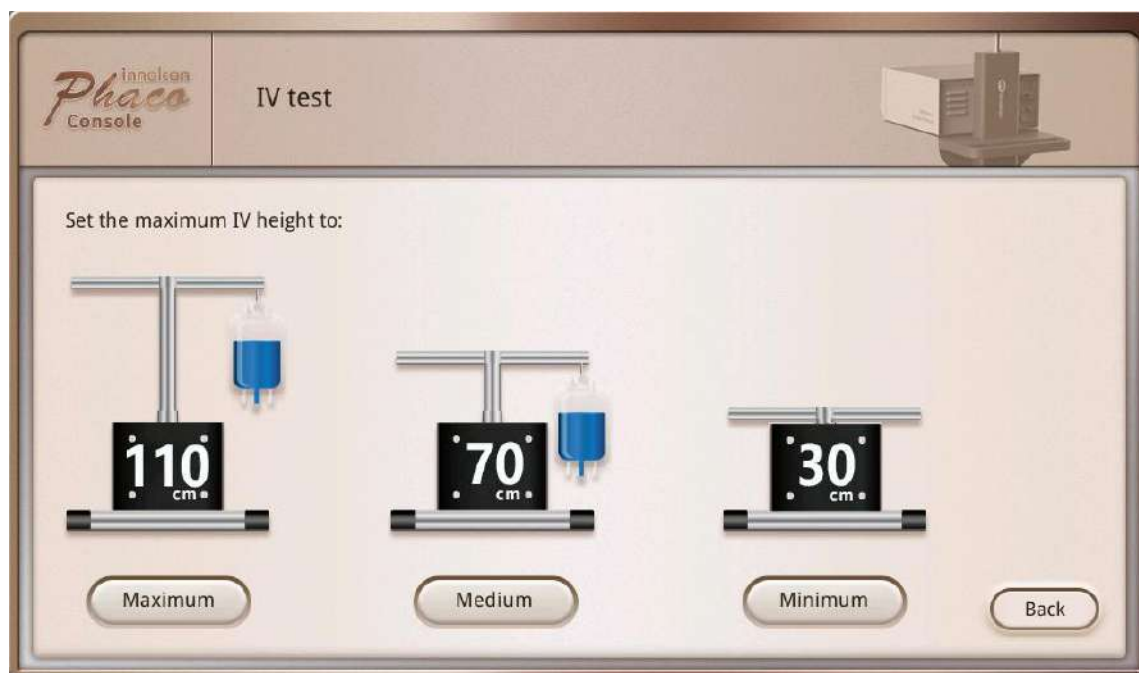 innolcon
Phaco
Console
IV test
Set the maximum IV height to:
110
cm
70
cm
30
cm
Maximum
Medium
Minimum
Back